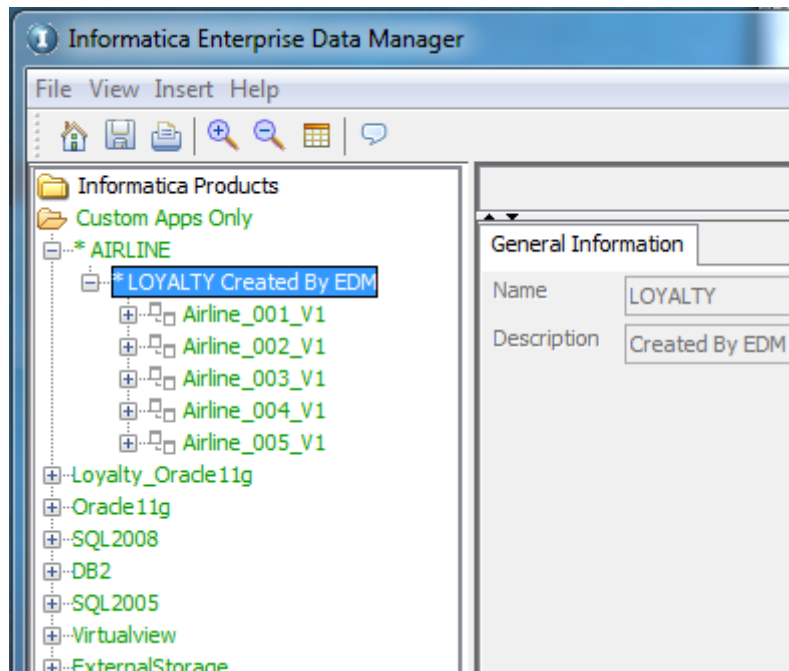 Informatica Enterprise Data Manager
File View Insert Help
Informatica Products
Custom Apps Only
* AIRLINE
* LOYALTY Created By EDM
Airline_001_V1
Airline_002_V1
Airline_003_V1
Airline_004_V1
Airline_005_V1
Loyalty_Oracle11g
Oracle11g
SQL2008
DB2
SQL2005
Virtualview
ExternalStorage
General Information
Name LOYALTY
Description Created By EDM